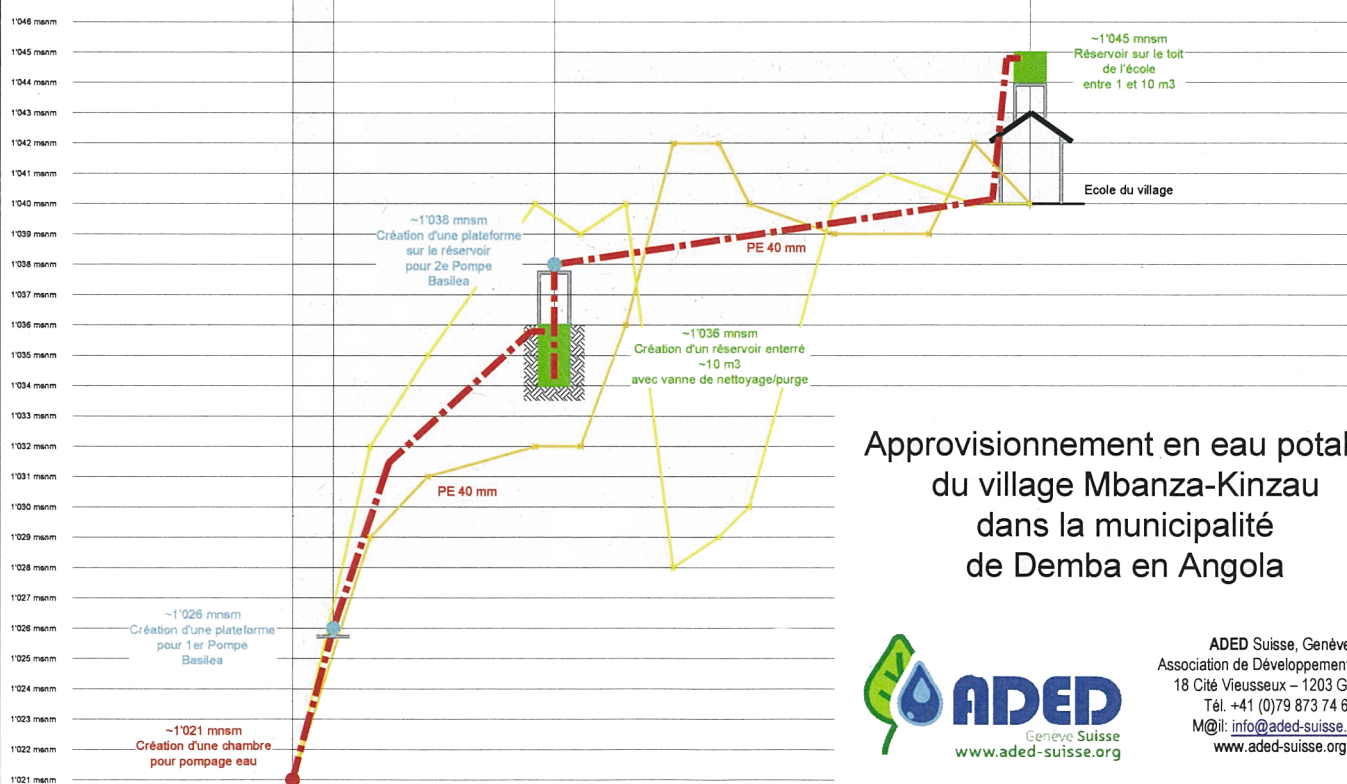 1'046 msnm
1'045 msnm
1'044 msnm
1'043 msnm
1'042 msnm
1'041 msnm
1'040 msnm
1'039 msnm
1'038 msnm
1'037 msnm
1'036 msnm
1'035 msnm
1'034 msnm
1'033 msnm
1'032 msnm
1'031 msnm
1'030 msnm
1'029 msnm
1'028 msnm
1'027 msnm
1'026 msnm
1'025 msnm
1'024 msnm
1'023 msnm
1'022 msnm
1'021 msnm
~1'045 mnsm
Réservoir sur le toit
de l'école
entre 1 et 10 m3
Ecole du village
~1'038 mnsm
Création d'une plateforme
sur le réservoir
pour 2e Pompe
Basilea
PE 40 mm
~1'036 mnsm
Création d'un réservoir enterré
~10 m3
avec vanne de nettoyage/purge
PE 40 mm
~1'026 mnsm
Création d'une plateforme
pour 1er Pompe
Basilea
~1'021 mnsm
Création d'une chambre
pour pompage eau
Approvisionnement en eau potal
du village Mbanza-Kinzau
dans la municipalité
de Demba en Angola
ADED
Genève Suisse
www.aded-suisse.org
ADED Suisse, Genève
Association de Développement
18 Cité Vieusseux – 1203 G
Tél. +41 (0)79 873 74 6
M@il: info@aded-suisse.
www.aded-suisse.org